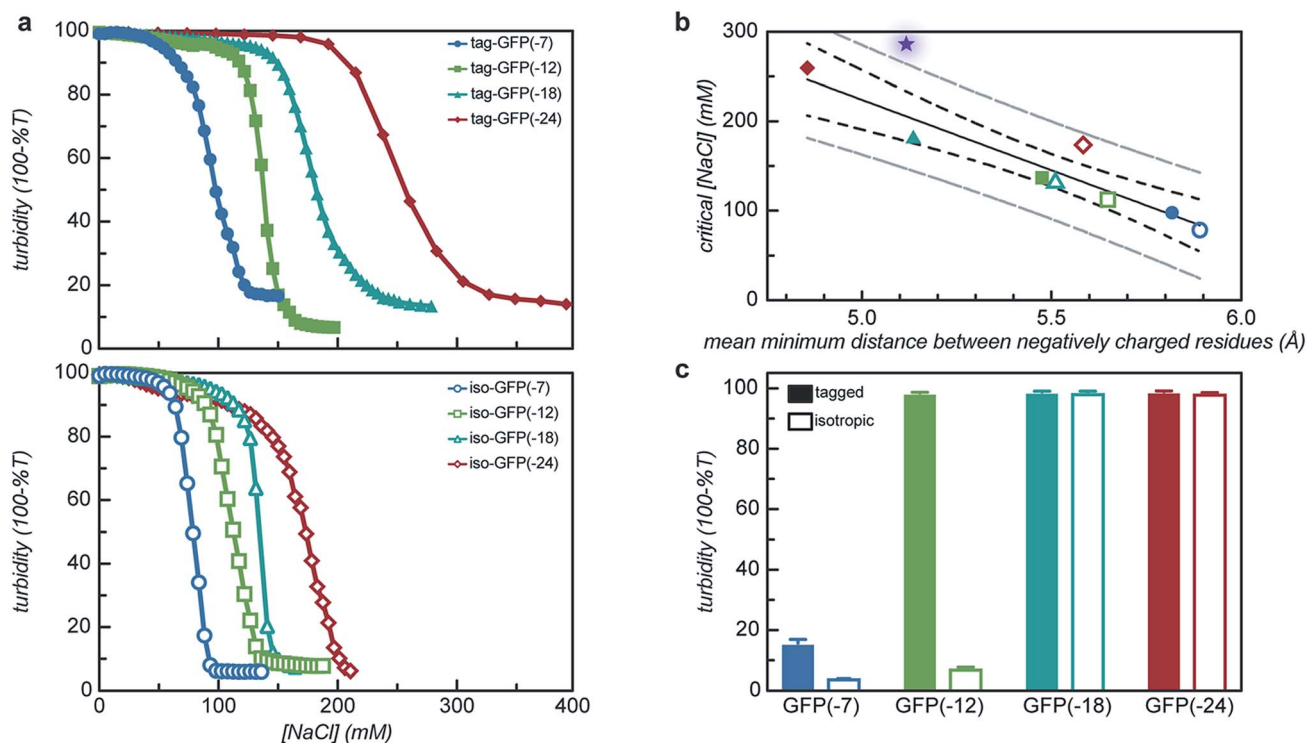 a
100
80
60
40
20
0
turbidity (100-%T)
tag-GFP(-7)
tag-GFP(-12)
tag-GFP(-18)
tag-GFP(-24)
100
80
60
40
20
0
turbidity (100-%T)
iso-GFP(-7)
iso-GFP(-12)
iso-GFP(-18)
iso-GFP(-24)
0 100 200 300 400
[NaCl] (mM)
b
300
200
100
0
critical [NaCl] (mM)
5.0 5.5 6.0
mean minimum distance between negatively charged residues (Å)
c
100
80
60
40
20
0
turbidity (100-%T)
tagged
isotropic
GFP(-7) GFP(-12) GFP(-18) GFP(-24)